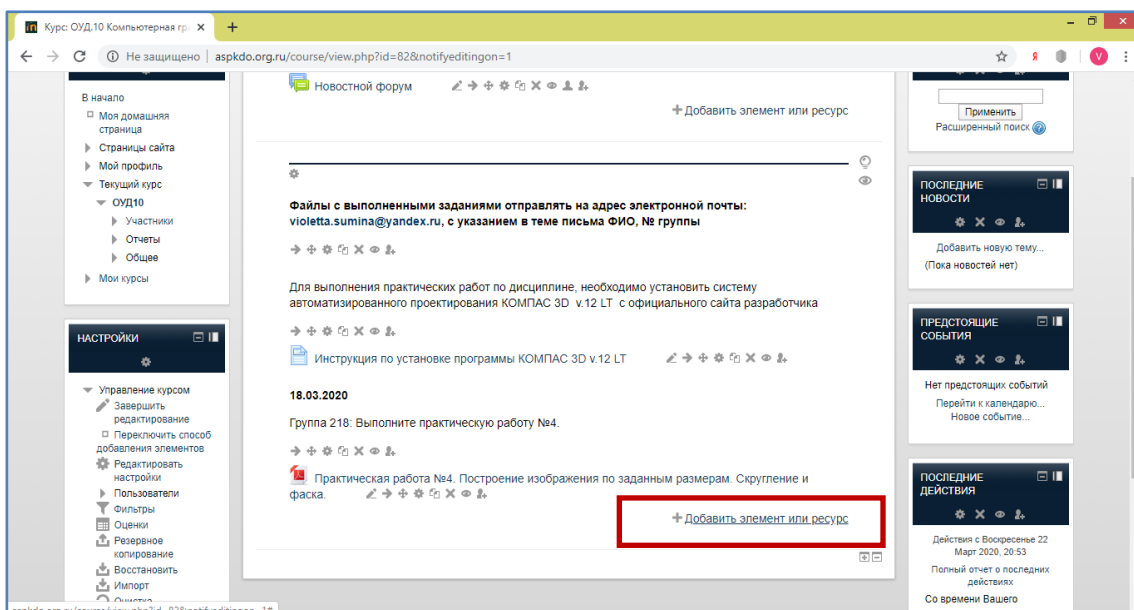 Курс: ОУД.10 Компьютерная гр
Не защищено | aspkdo.org.ru/course/view.php?id=82&notifyeditingon=1
Я
V
В начало
Моя домашняя
страница
Страницы сайта
Мой профиль
Текущий курс
ОУД10
Участники
Отчеты
Общее
Мои курсы
НАСТРОЙКИ
Управление курсом
Завершить
редактирование
Переключить способ
добавления элементов
Редактировать
настройки
Пользователи
Фильтры
Оценки
Резервное
копирование
Восстановить
Импорт
Очистка
Новостной форум
Добавить элемент или ресурс
Файлы с выполненными заданиями отправлять на адрес электронной почты:
violetta.sumina@yandex.ru, с указанием в теме письма ФИО, № группы
Для выполнения практических работ по дисциплине, необходимо установить систему
автоматизированного проектирования КОМПАС 3D v.12 LT с официального сайта разработчика
Инструкция по установке программы КОМПАС 3D v.12 LT
18.03.2020
Группа 218: Выполните практическую работу №4.
Практическая работа №4. Построение изображения по заданным размерам. Скругление и
фаска.
Добавить элемент или ресурс
Применить
Расширенный поиск
ПОСЛЕДНИЕ
НОВОСТИ
Добавить новую тему...
(Пока новостей нет)
ПРЕДСТОЯЩИЕ
СОБЫТИЯ
Нет предстоящих событий
Перейти к календарю...
Новое событие...
ПОСЛЕДНИЕ
ДЕЙСТВИЯ
Действия с Воскресенье 22
Март 2020, 20:53
Полный отчет о последних
действиях
Со времени Вашего